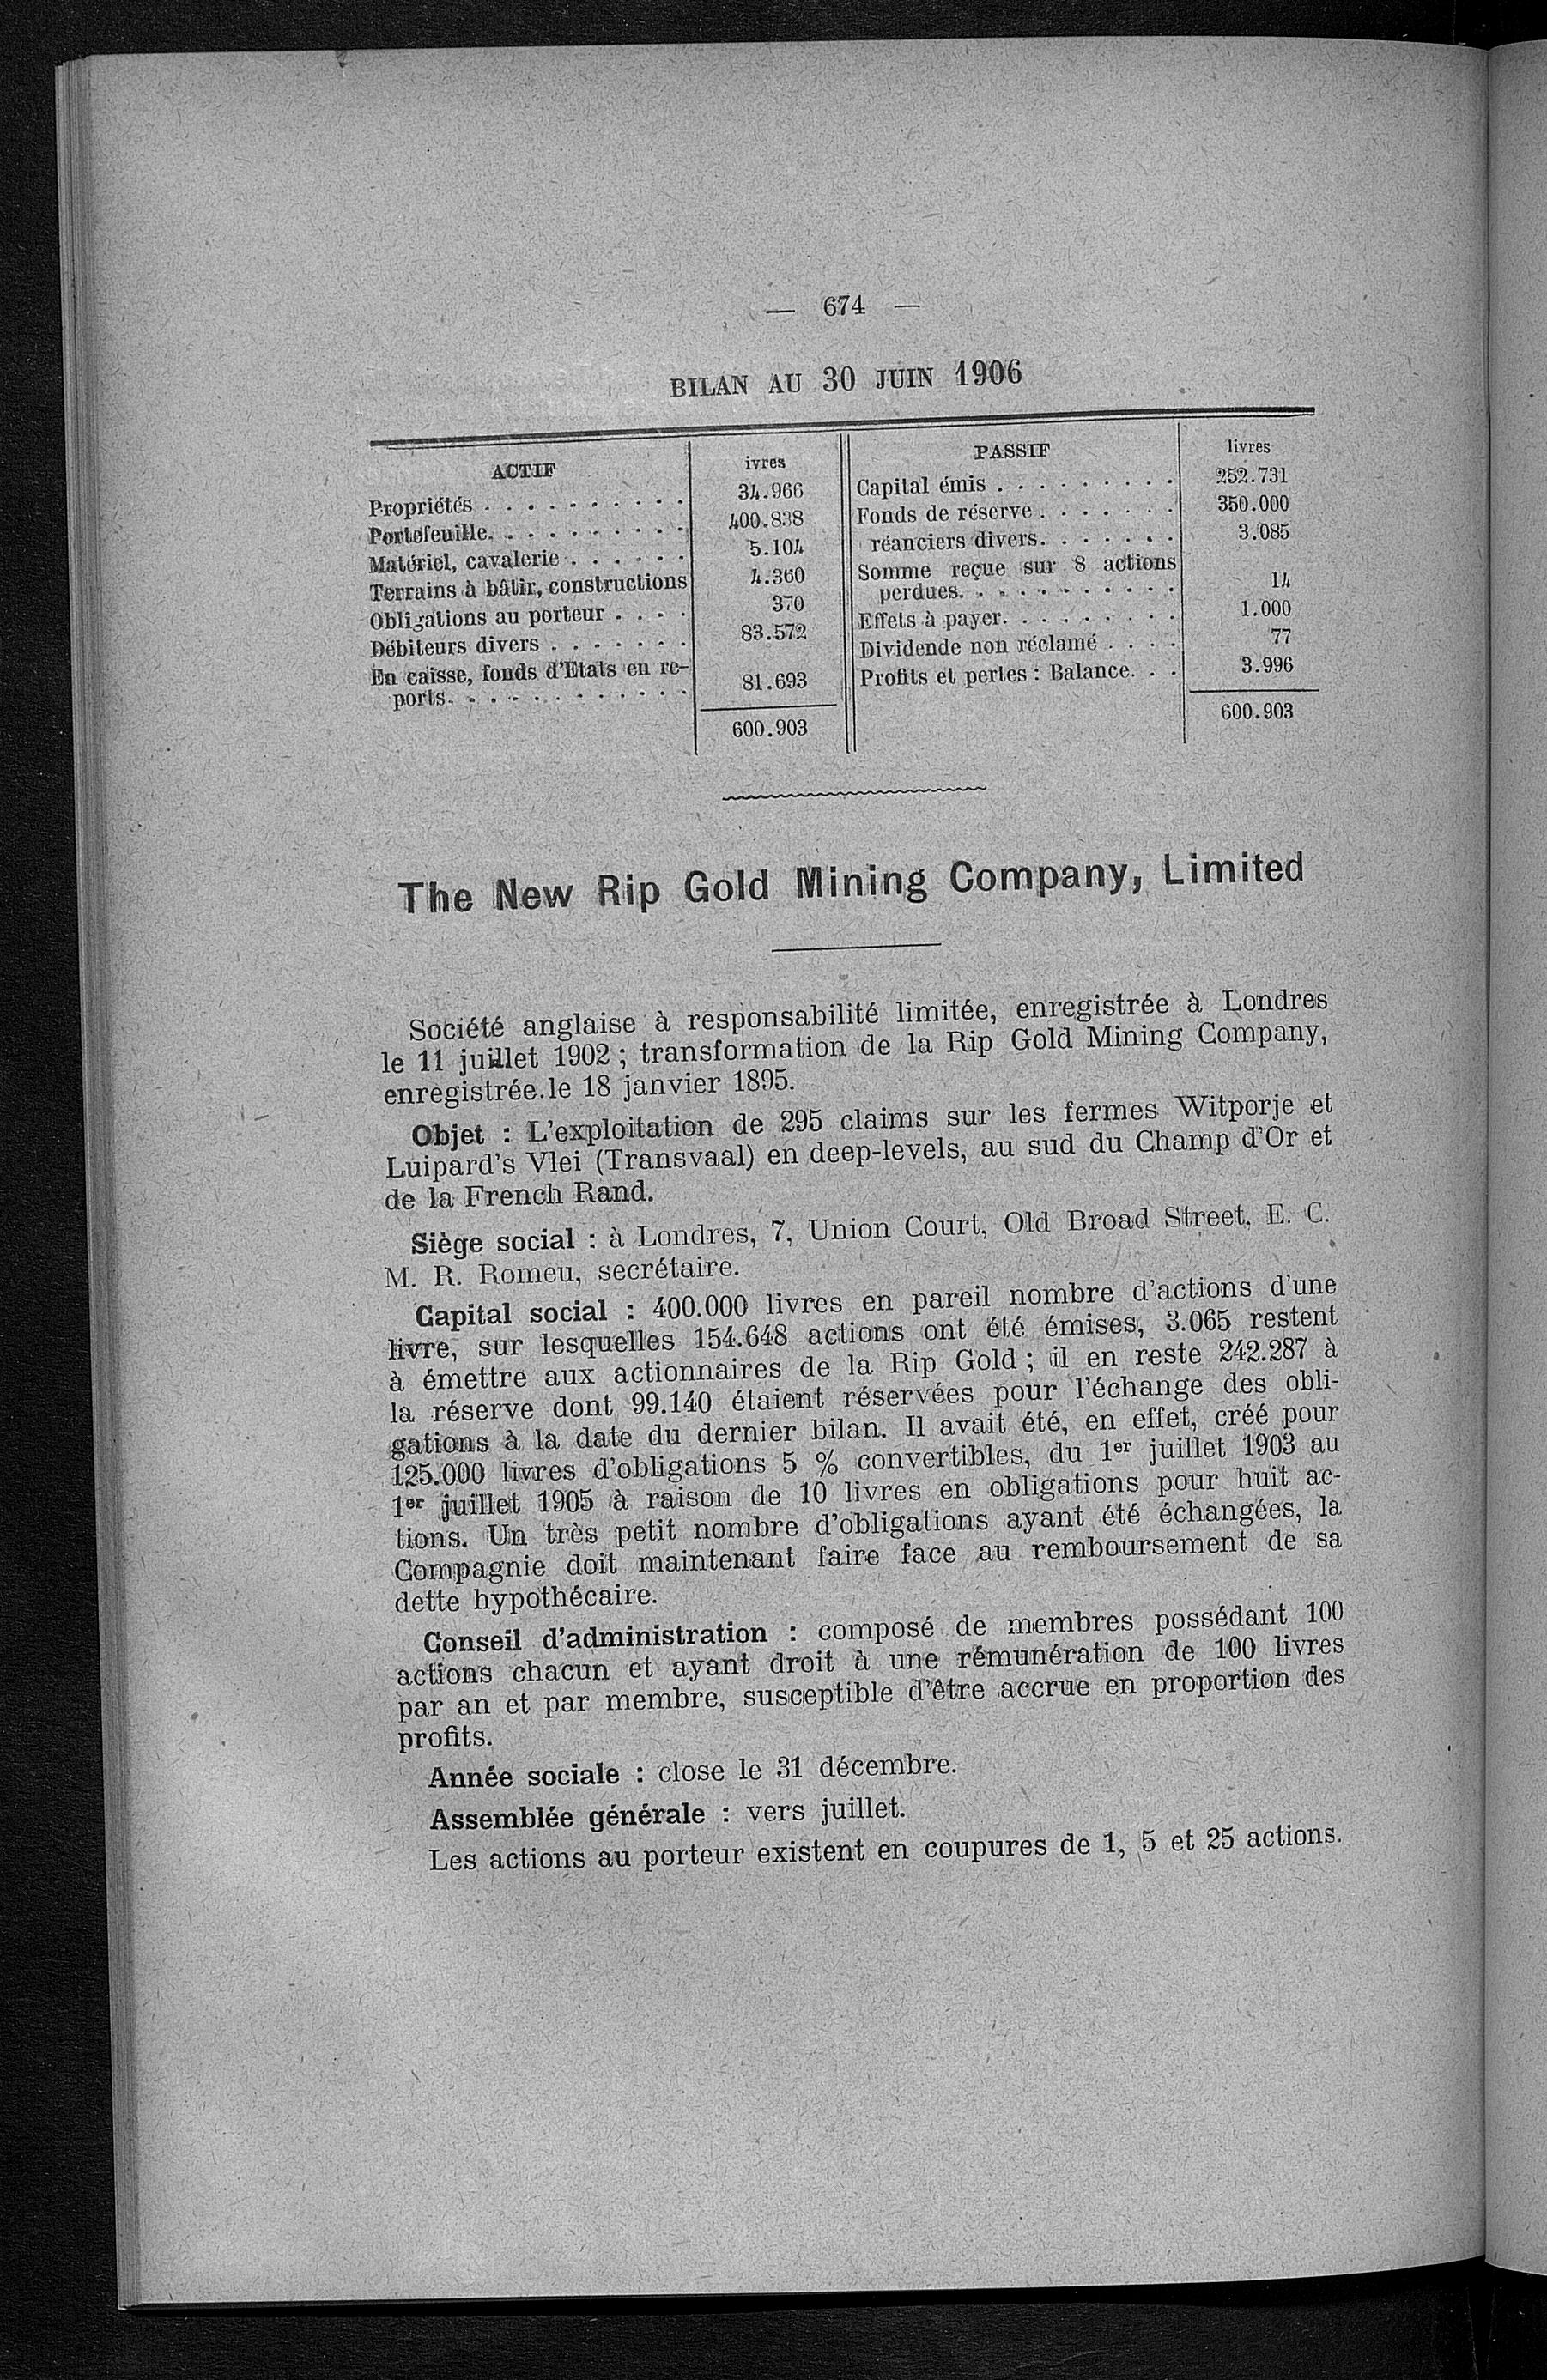 — 674 —
BILAN AU 30 JUIN 1906
ACTIF ivres
Propriétés . . . . . . . . . . 34.966
Portefeuille. . . . . . . . . . 400.838
Matériel, cavalerie . . . . . . 5.104
Terrains à bâtir, constructions 4.360
Obligations au porteur . . . . 370
Débiteurs divers . . . . . . . 83.572
En caisse, fonds d'Etats en re-
ports. . . . . . . . . . . . 81.693
600.903
PASSIF livres
Capital émis . . . . . . . . . 252.731
Fonds de réserve . . . . . . . 350.000
réanciers divers. . . . . . . 3.085
Somme reçue sur 8 actions
perdues. . . . . . . . . . . 14
Effets à payer. . . . . . . . . 1.000
Dividende non réclamé . . . . 77
Profits et pertes : Balance. . . 3.996
600.903
The New Rip Gold Mining Company, Limited
Société anglaise à responsabilité limitée, enregistrée à Londres
le 11 juillet 1902 ; transformation de la Rip Gold Mining Company,
enregistrée.le 18 janvier 1895.
Objet : L'exploitation de 295 claims sur les fermes Witporje et
Luipard's Vlei (Transvaal) en deep-levels, au sud du Champ d'Or et
de la French Rand.
Siège social : à Londres, 7, Union Court, Old Broad Street, E. C.
M. R. Romeu, secrétaire.
Capital social : 400.000 livres en pareil nombre d'actions d'une
livre, sur lesquelles 154.648 actions ont été émises, 3.065 restent
à émettre aux actionnaires de la Rip Gold ; il en reste 242.287 à
la réserve dont 99.140 étaient réservées pour l'échange des obli-
gations à la date du dernier bilan. Il avait été, en effet, créé pour
125.000 livres d'obligations 5 % convertibles, du 1er juillet 1903 au
1er juillet 1905 à raison de 10 livres en obligations pour huit ac-
tions. Un très petit nombre d'obligations ayant été échangées, la
Compagnie doit maintenant faire face au remboursement de sa
dette hypothécaire.
Conseil d'administration : composé de membres possédant 100
actions chacun et ayant droit à une rémunération de 100 livres
par an et par membre, susceptible d'être accrue en proportion des
profits.
Année sociale : close le 31 décembre.
Assemblée générale : vers juillet.
Les actions au porteur existent en coupures de 1, 5 et 25 actions.